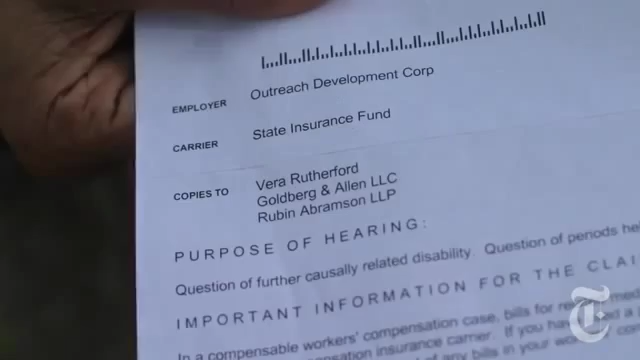 EMPLOYER Outreach Development Corp
CARRIER State Insurance Fund
COPIES TO Vera Rutherford
Goldberg & Allen LLC
Rubin Abramson LLP
PURPOSE OF HEARING:
Question of further causally related disability. Question of periods
IMPORTANT INFORMATION FOR THE
In a compensable workers' compensation case, bills for
insurance carrier. If you
of any bills in your